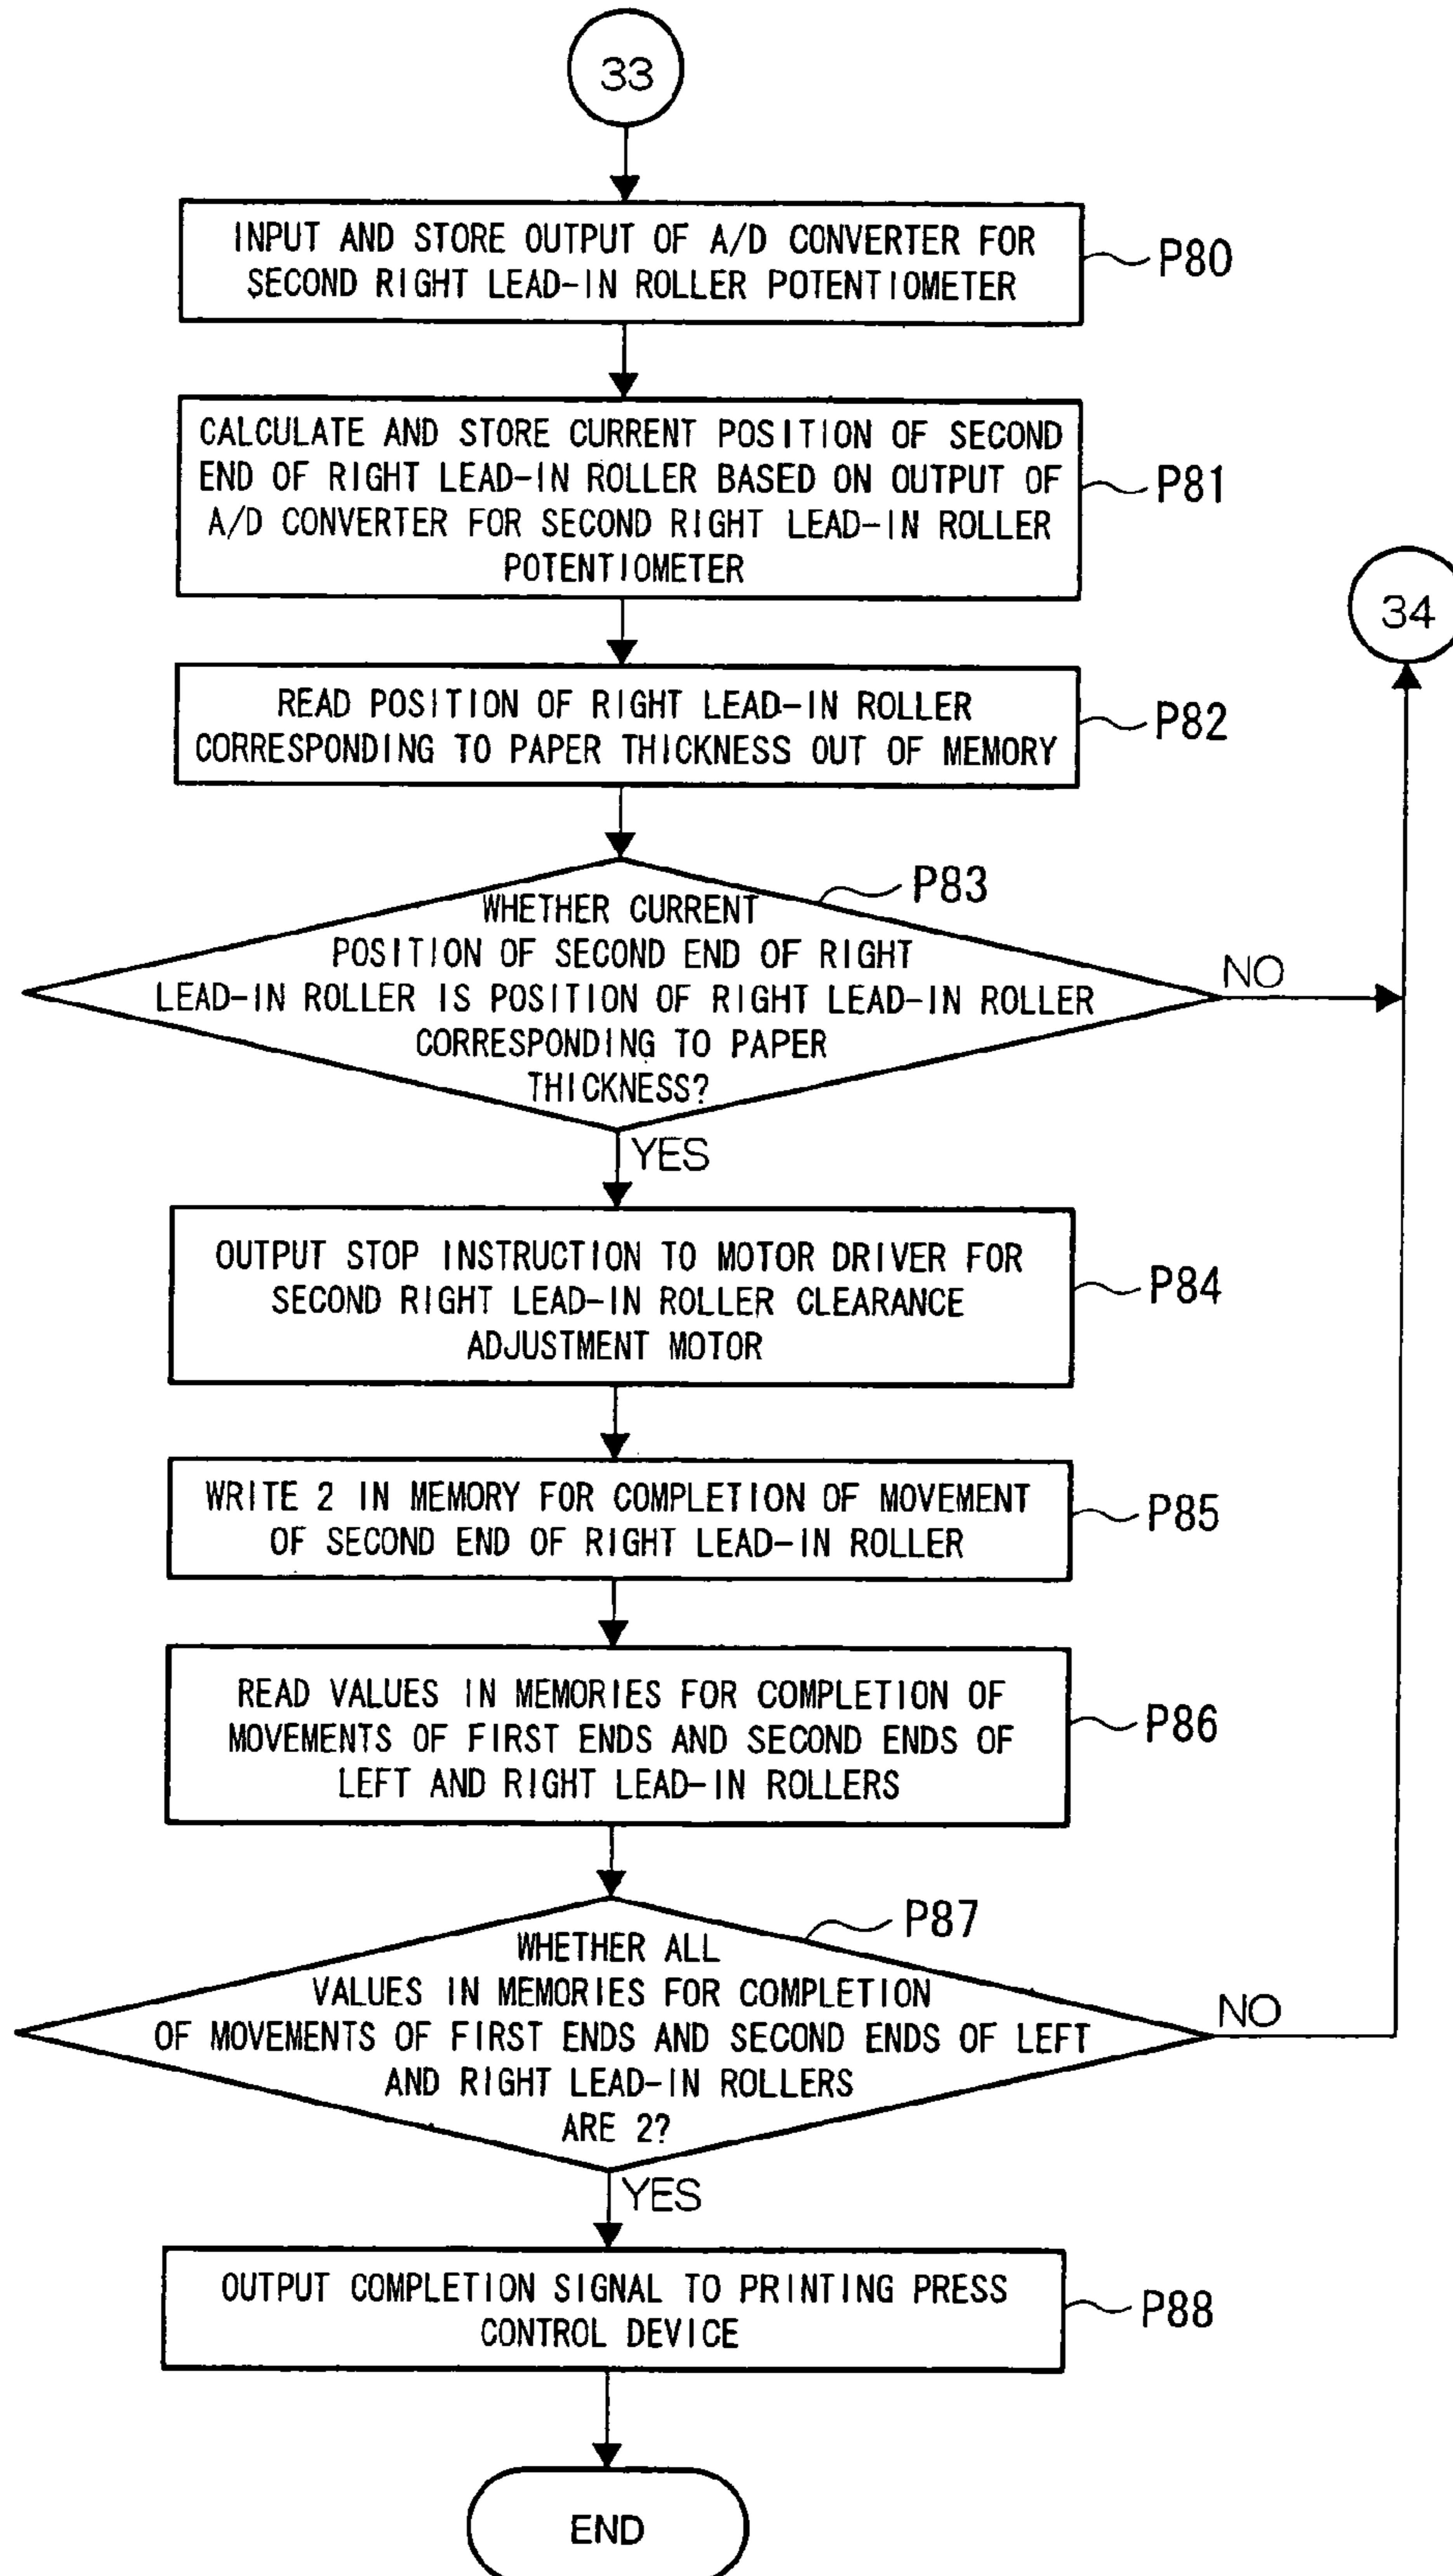 33
INPUT AND STORE OUTPUT OF A/D CONVERTER FOR
SECOND RIGHT LEAD-IN ROLLER POTENTIOMETER
P80
CALCULATE AND STORE CURRENT POSITION OF SECOND
END OF RIGHT LEAD-IN ROLLER BASED ON OUTPUT OF
A/D CONVERTER FOR SECOND RIGHT LEAD-IN ROLLER
POTENTIOMETER
P81
34
READ POSITION OF RIGHT LEAD-IN ROLLER
CORRESPONDING TO PAPER THICKNESS OUT OF MEMORY
P82
P83
WHETHER CURRENT
POSITION OF SECOND END OF RIGHT
LEAD-IN ROLLER IS POSITION OF RIGHT LEAD-IN ROLLER
CORRESPONDING TO PAPER
THICKNESS?
NO
YES
OUTPUT STOP INSTRUCTION TO MOTOR DRIVER FOR
SECOND RIGHT LEAD-IN ROLLER CLEARANCE
ADJUSTMENT MOTOR
P84
WRITE 2 IN MEMORY FOR COMPLETION OF MOVEMENT
OF SECOND END OF RIGHT LEAD-IN ROLLER
P85
READ VALUES IN MEMORIES FOR COMPLETION OF
MOVEMENTS OF FIRST ENDS AND SECOND ENDS OF
LEFT AND RIGHT LEAD-IN ROLLERS
P86
P87
WHETHER ALL
VALUES IN MEMORIES FOR COMPLETION
OF MOVEMENTS OF FIRST ENDS AND SECOND ENDS OF LEFT
AND RIGHT LEAD-IN ROLLERS
ARE 2?
NO
YES
OUTPUT COMPLETION SIGNAL TO PRINTING PRESS
CONTROL DEVICE
P88
END